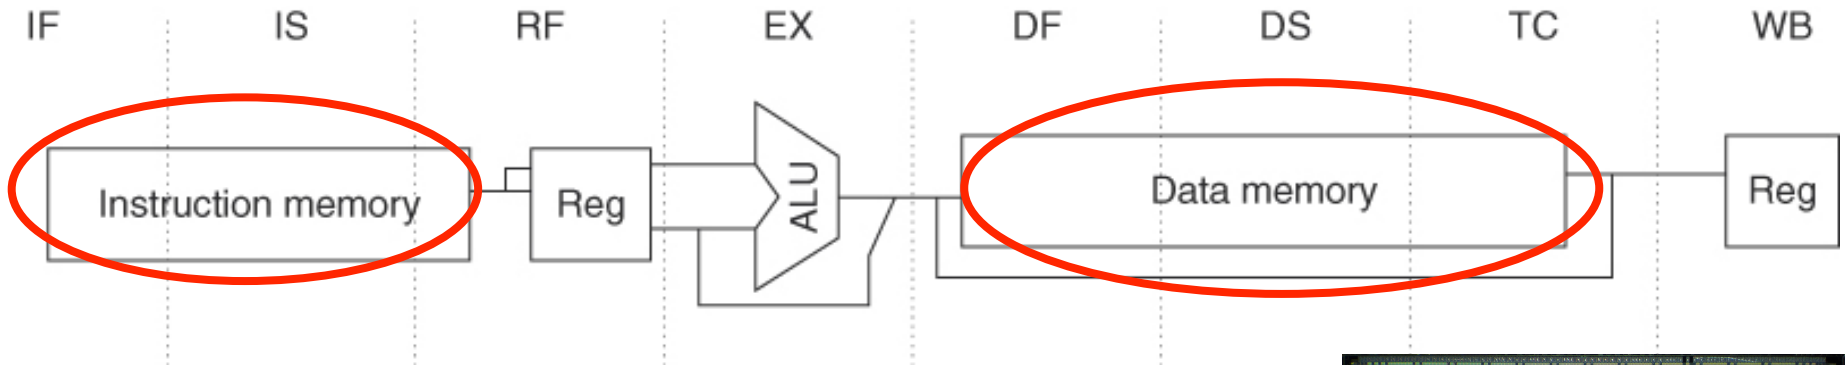 IF IS RF EX DF DS TC WB
Instruction memory Reg ALU Data memory Reg